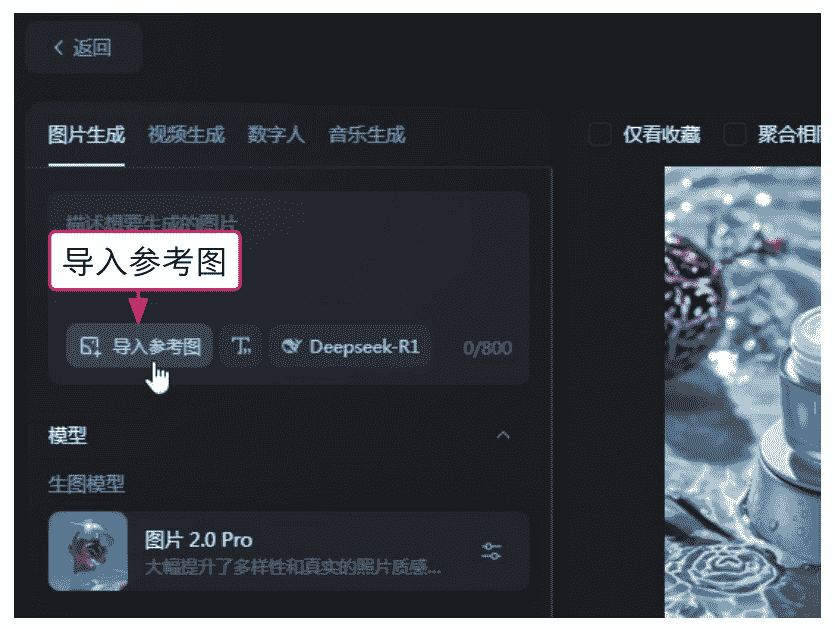 返回
图片生成 视频生成 数字人 音乐生成
仅看收藏 聚合相
描述想要生成的图片
导入参考图
导入参考图 T Deepseek-R1 0/800
模型
生图模型
图片 2.0 Pro
大幅提升了多样性和真实的照片质感...